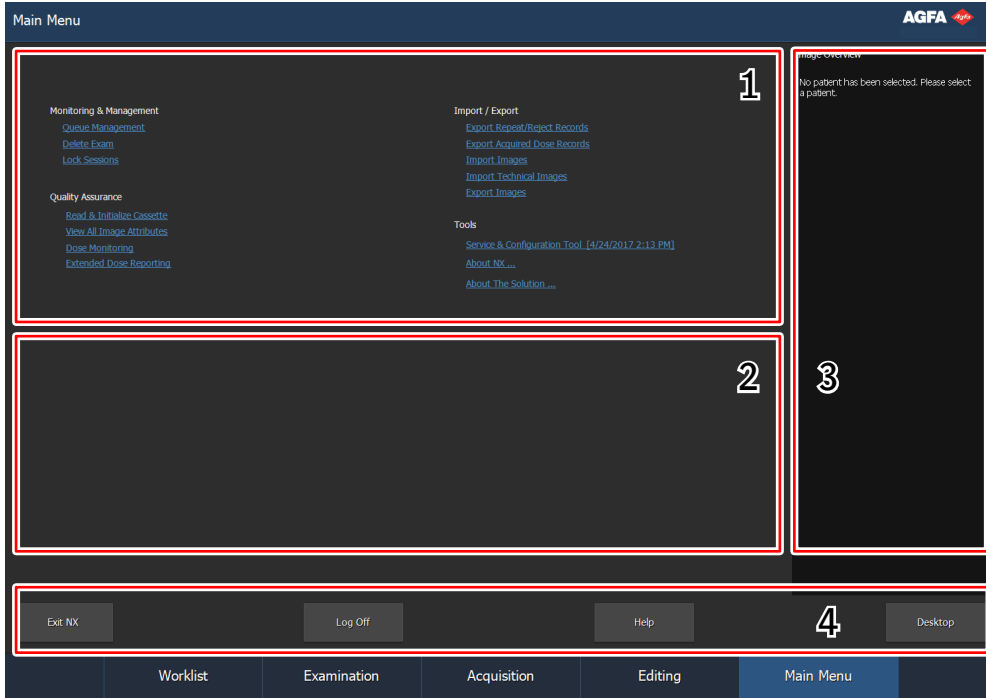 Main Menu
AGFA
Agfa
1
Monitoring & Management
Queue Management
Delete Exam
Lock Sessions
Quality Assurance
Read & Initialize Cassette
View All Image Attributes
Dose Monitoring
Extended Dose Reporting
Import / Export
Export Repeat/Reject Records
Export Acquired Dose Records
Import Images
Import Technical Images
Export Images
Tools
Service & Configuration Tool [4/24/2017 2:13 PM]
About NX ...
About The Solution ...
Image Overview
No patient has been selected. Please select
a patient.
2
3
Exit NX
Log Off
Help
4
Desktop
Worklist
Examination
Acquisition
Editing
Main Menu